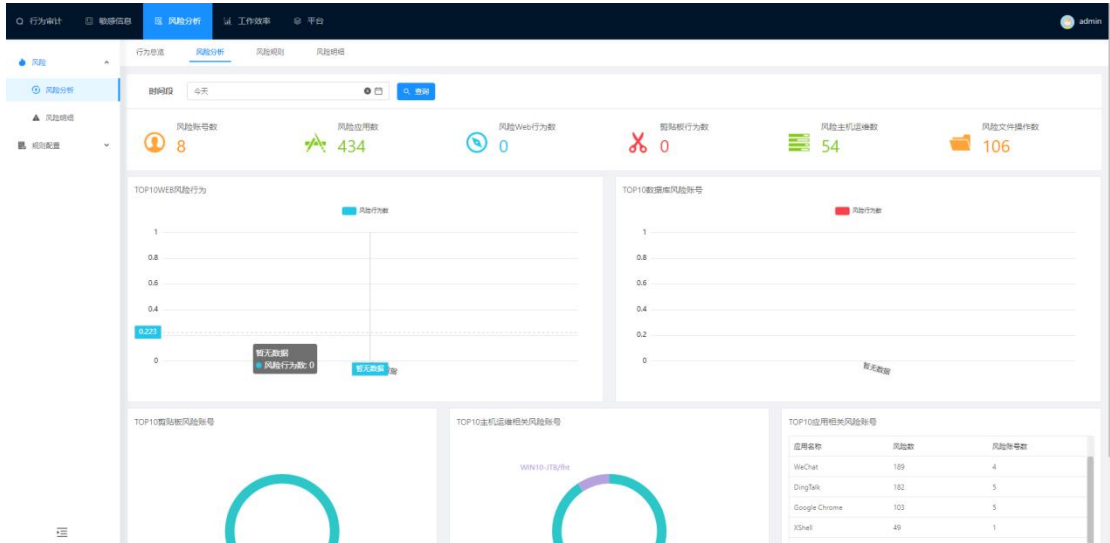 行为审计 敏感信息 风险分析 工作效率 平台 admin
行为总览 风险分析 风险规则 风险明细
风险
风险分析
风险明细
规则配置
时间段 今天 查询
风险账号数 风险应用数 风险Web行为数 剪贴板行为数 风险主机运维数 风险文件操作数
8 434 0 0 54 106
TOP10WEB风险行为
风险行为数
1
0.8
0.6
0.4
0.223
0
暂无数据
风险行为数: 0
暂无数据
TOP10数据库风险账号
风险行为数
1
0.8
0.6
0.4
0.2
0
暂无数据
TOP10剪贴板风险账号
TOP10主机运维相关风险账号
TOP10应用相关风险账号
应用名称 风险数 风险账号数
WeChat 189 4
DingTalk 182 5
Google Chrome 103 5
XShell 49 1